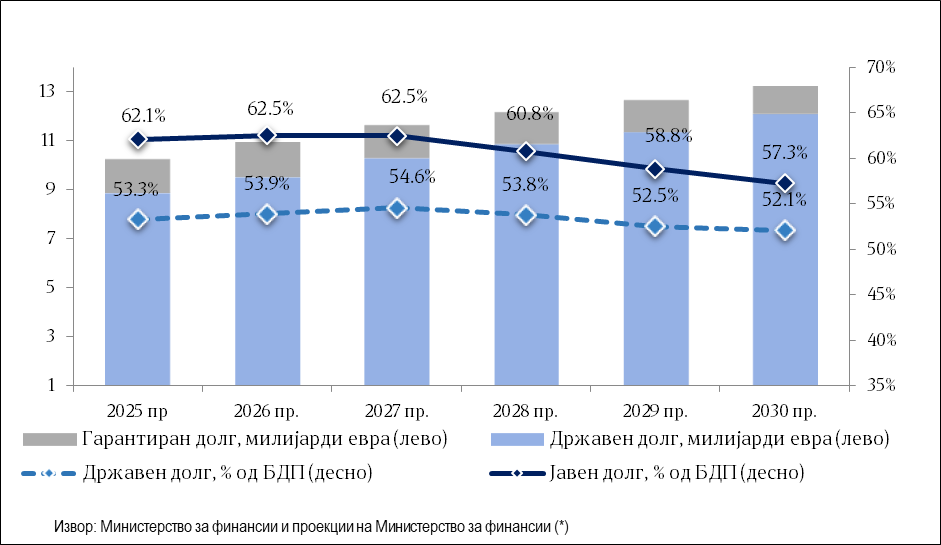 70%
65%
60%
55%
50%
45%
40%
35%
13
11
9
7
5
3
1
62.1% 62.5% 62.5% 60.8% 58.8% 57.3%
53.3% 53.9% 54.6% 53.8% 52.5% 52.1%
2025 пр 2026 пр. 2027 пр. 2028 пр. 2029 пр. 2030 пр.
Гарантиран долг, милијарди евра (лево) Државен долг, милијарди евра (лево)
Државен долг, % од БДП (десно) Јавен долг, % од БДП (десно)
Извор: Министерство за финансии и проекции на Министерство за финансии (*)